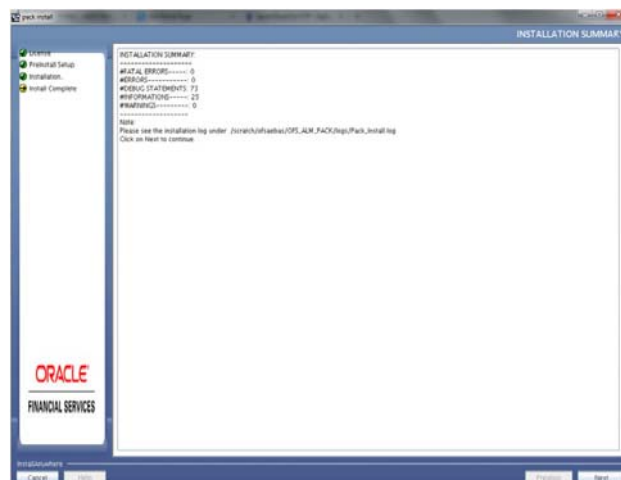 pack install
INSTALLATION SUMMARY
License
Preinstall Setup
Installation..
Install Complete
INSTALLATION SUMMARY:
--------------------
#FATAL ERRORS-----: 0
#ERRORS-----------: 0
#DEBUG STATEMENTS: 73
#INFORMATIONS-----: 23
#WARNINGS---------: 0
--------------------
Note:
Please see the installation log under /scratch/ofsaebas/OFS_ALM_PACK/logs/Pack_Install.log
Click on Next to continue.
ORACLE
FINANCIAL SERVICES
InstallAnywhere
Cancel
Help
Previous
Next